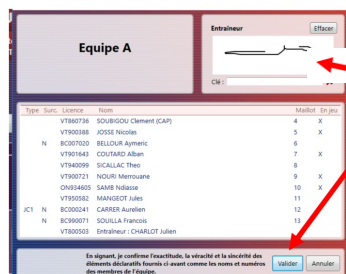 Equipe A
Entraîneur Effacer
Clé :
Type Surc. Licence Nom Maillot En jeu
VT860736 SOUBIGOU Clement (CAP) 4 X
VT900388 JOSSE Nicolas 5 X
N BC007020 BELLOUR Aymeric 6
VT901643 COUTARD Alban 7 X
VT940099 SICALLAC Theo 8
VT900721 NOURI Merrouane 9 X
ON934605 SAMB Ndiasse 10 X
VT950582 MANGEOT Jules 11
JC1 N BC000241 CARRER Aurelien 12
N BC990071 SOUILLA Francois 13
VT800503 Entraîneur : CHARLOT Julien
En signant, je confirme l'exactitude, la véracité et la sincérité des
éléments déclaratifs fournis ci-avant comme les noms et numéros
des membres de l'équipe.
Valider Annuler